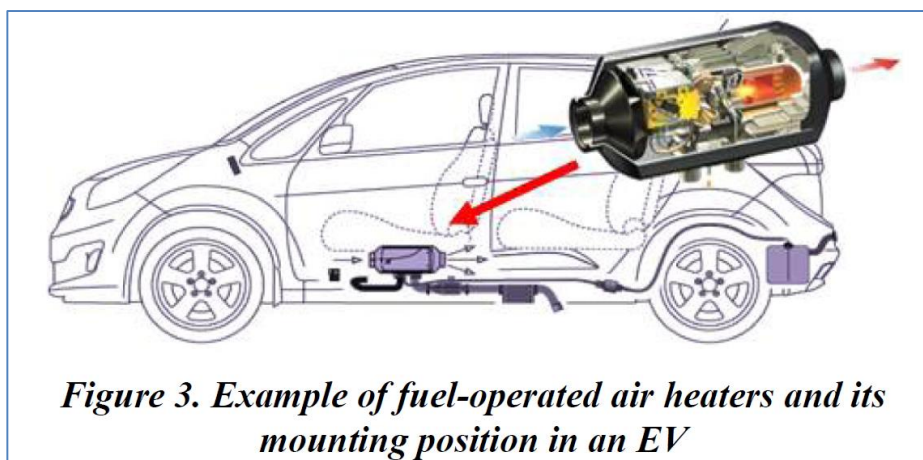 Figure 3. Example of fuel-operated air heaters and its
mounting position in an EV